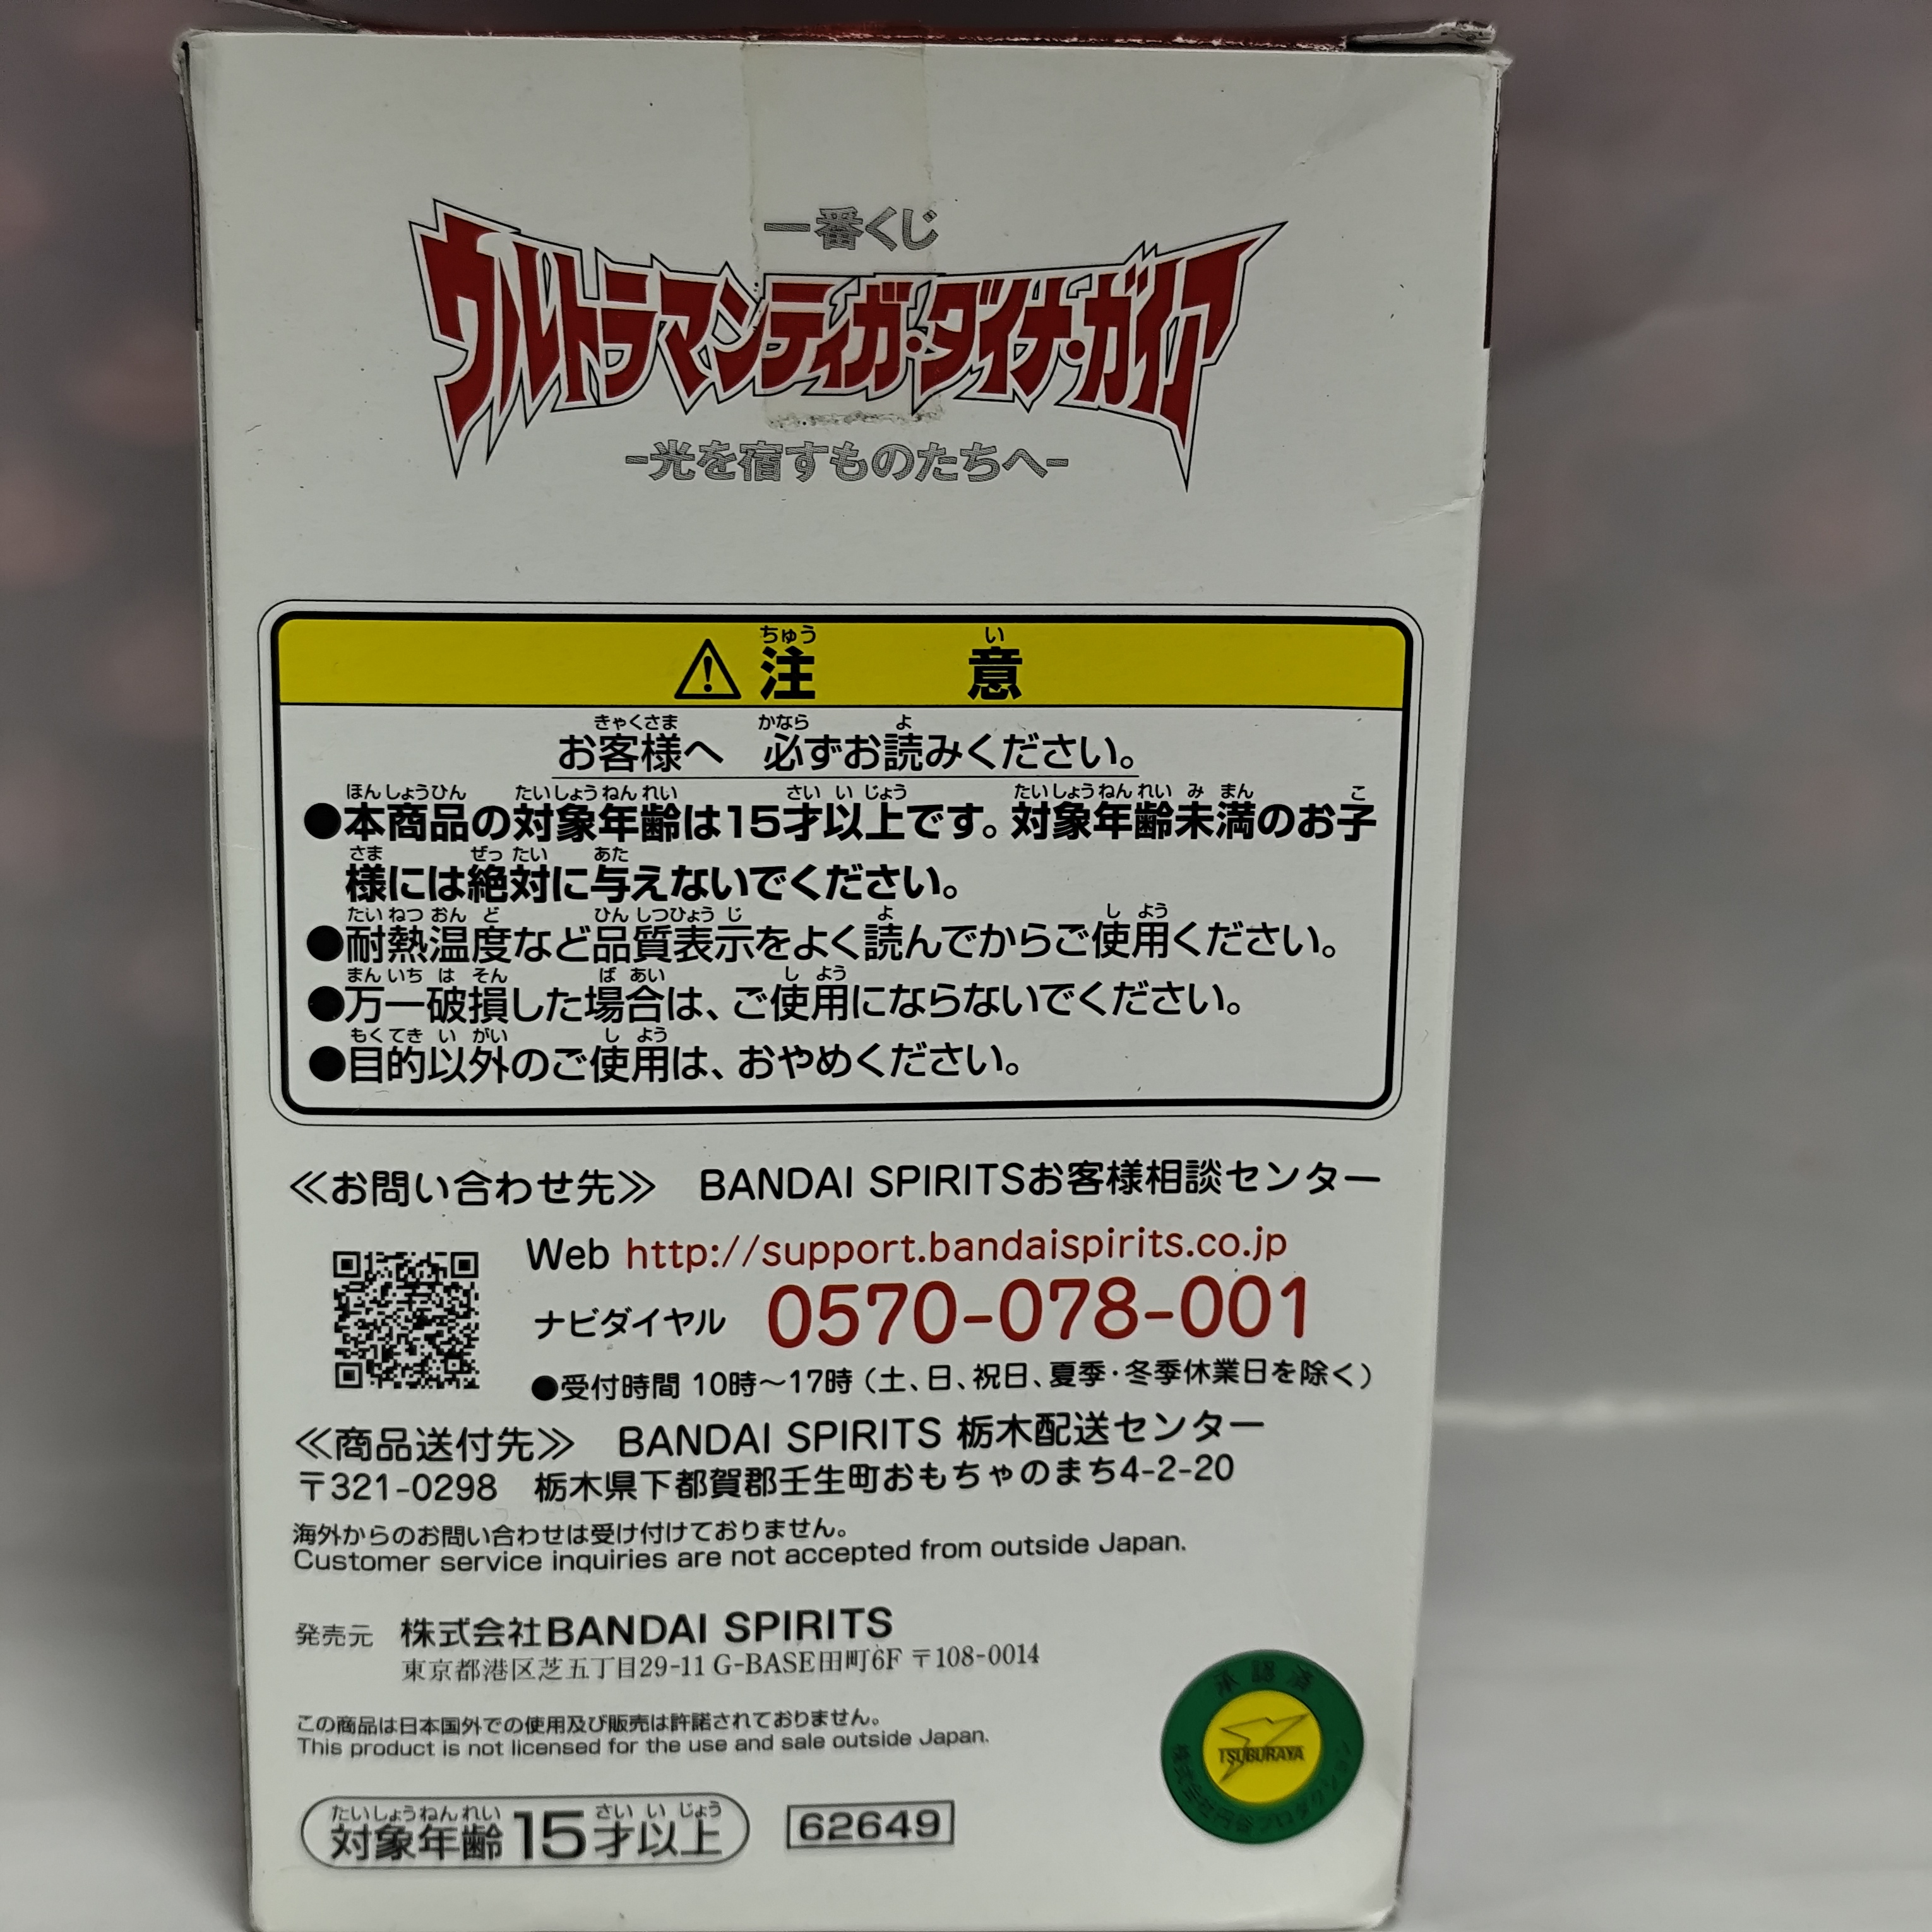 一番くじ
ウルトラマンティガ・ダイナ・ガイア
-光を宿すものたちへ-
⚠注意
お客様へ 必ずお読みください。
●本商品の対象年齢は15才以上です。対象年齢未満のお子
様には絶対に与えないでください。
●耐熱温度など品質表示をよく読んでからご使用ください。
●万一破損した場合は、ご使用にならないでください。
●目的以外のご使用は、おやめください。
≪お問い合わせ先≫ BANDAI SPIRITSお客様相談センター
Web http://support.bandaispirits.co.jp
ナビダイヤル 0570-078-001
●受付時間 10時～17時（土、日、祝日、夏季・冬季休業日を除く）
≪商品送付先≫ BANDAI SPIRITS 栃木配送センター
〒321-0298 栃木県下都賀郡壬生町おもちゃのまち4-2-20
海外からのお問い合わせは受け付けておりません。
Customer service inquiries are not accepted from outside Japan.
発売元 株式会社BANDAI SPIRITS
東京都港区芝五丁目29-11 G-BASE田町6F 〒108-0014
この商品は日本国外での使用及び販売は許諾されておりません。
This product is not licensed for the use and sale outside Japan.
対象年齢15才以上
62649
TSUBURAYA
株式会社円谷プロダクション